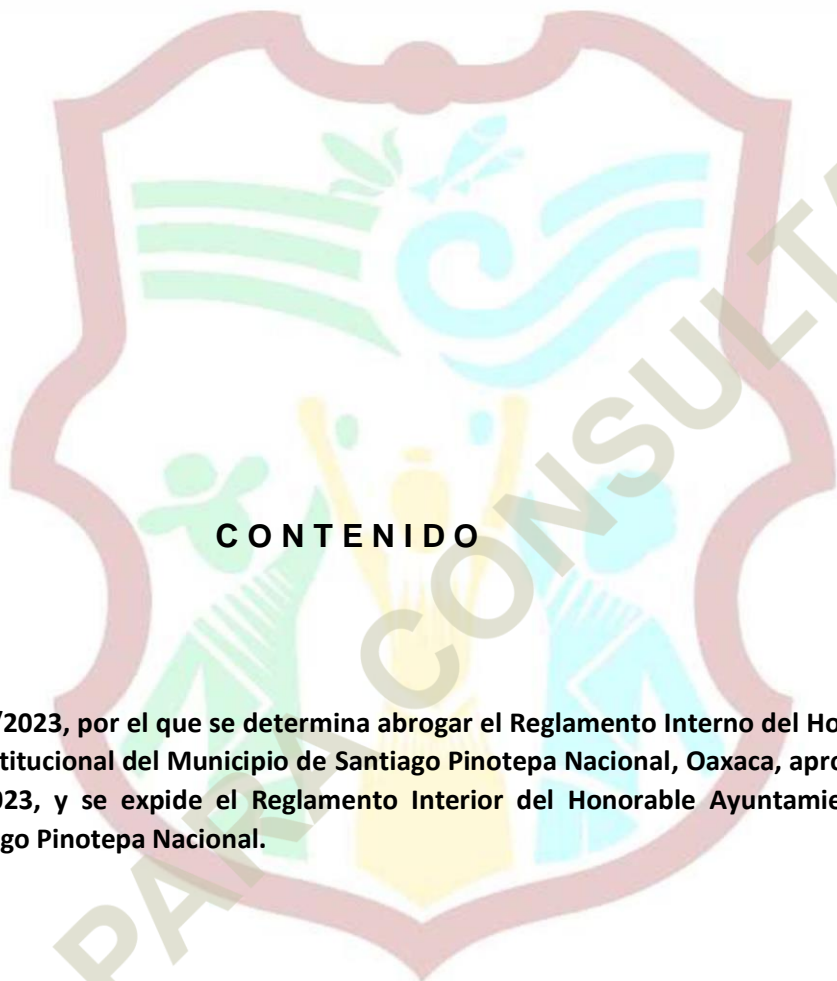 CONTENIDO
/2023, por el que se determina abrogar el Reglamento Interno del Ho
titucional del Municipio de Santiago Pinotepa Nacional, Oaxaca, apro
023, y se expide el Reglamento Interior del Honorable Ayuntamie
go Pinotepa Nacional.
PARA CONSULTA